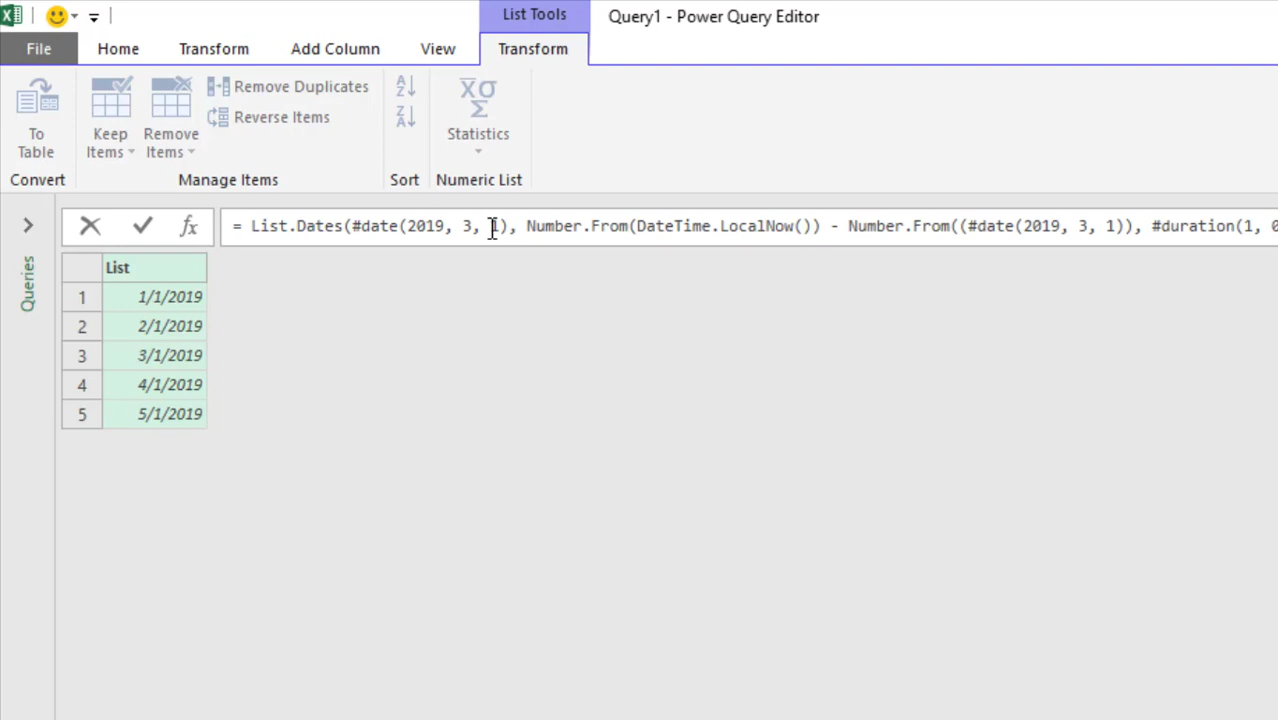 List Tools
Query1 - Power Query Editor
File
Home
Transform
Add Column
View
Transform
To
Table
Keep
Items
Remove
Items
Remove Duplicates
Reverse Items
Statistics
Convert
Manage Items
Sort
Numeric List
= List.Dates(#date(2019, 3, 1), Number.From(DateTime.LocalNow()) - Number.From((#date(2019, 3, 1)), #duration(1, 0
Queries
List
1 1/1/2019
2 2/1/2019
3 3/1/2019
4 4/1/2019
5 5/1/2019